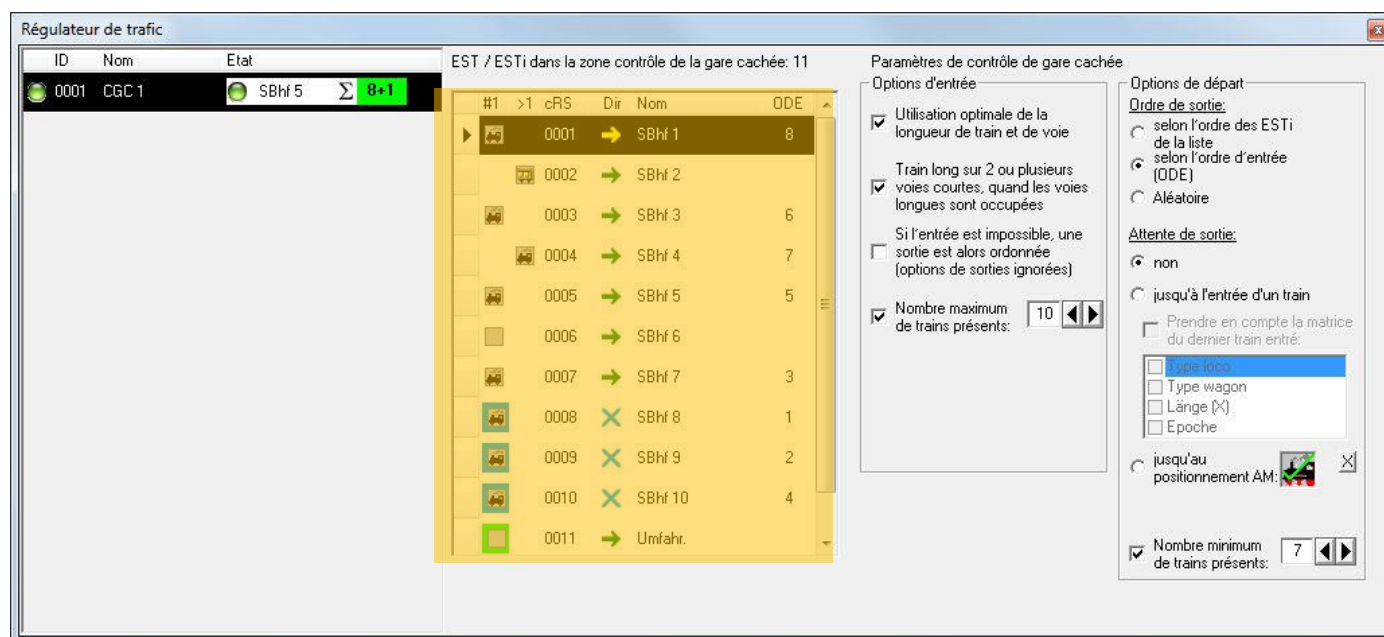 Régulateur de trafic
ID Nom Etat
0001 CGC 1 SBhf 5 Σ 8+1
EST / ESTi dans la zone contrôle de la gare cachée: 11
#1 >1 cRS Dir Nom ODE
0001 SBhf 1 8
0002 SBhf 2
0003 SBhf 3 6
0004 SBhf 4 7
0005 SBhf 5 5
0006 SBhf 6
0007 SBhf 7 3
0008 SBhf 8 1
0009 SBhf 9 2
0010 SBhf 10 4
0011 Umfahr.
Paramètres de contrôle de gare cachée
Options d'entrée
Utilisation optimale de la
longueur de train et de voie
Train long sur 2 ou plusieurs
voies courtes, quand les voies
longues sont occupées
Si l'entrée est impossible, une
sortie est alors ordonnée
(options de sorties ignorées)
Nombre maximum
de trains présents: 10
Options de départ
Ordre de sortie:
selon l'ordre des ESTi
de la liste
selon l'ordre d'entrée
(ODE)
Aléatoire
Attente de sortie:
non
jusqu'à l'entrée d'un train
Prendre en compte la matrice
du dernier train entré:
Type loco
Type wagon
Länge (X)
Epoche
jusqu'au
positionnement AM: X
Nombre minimum
de trains présents: 7